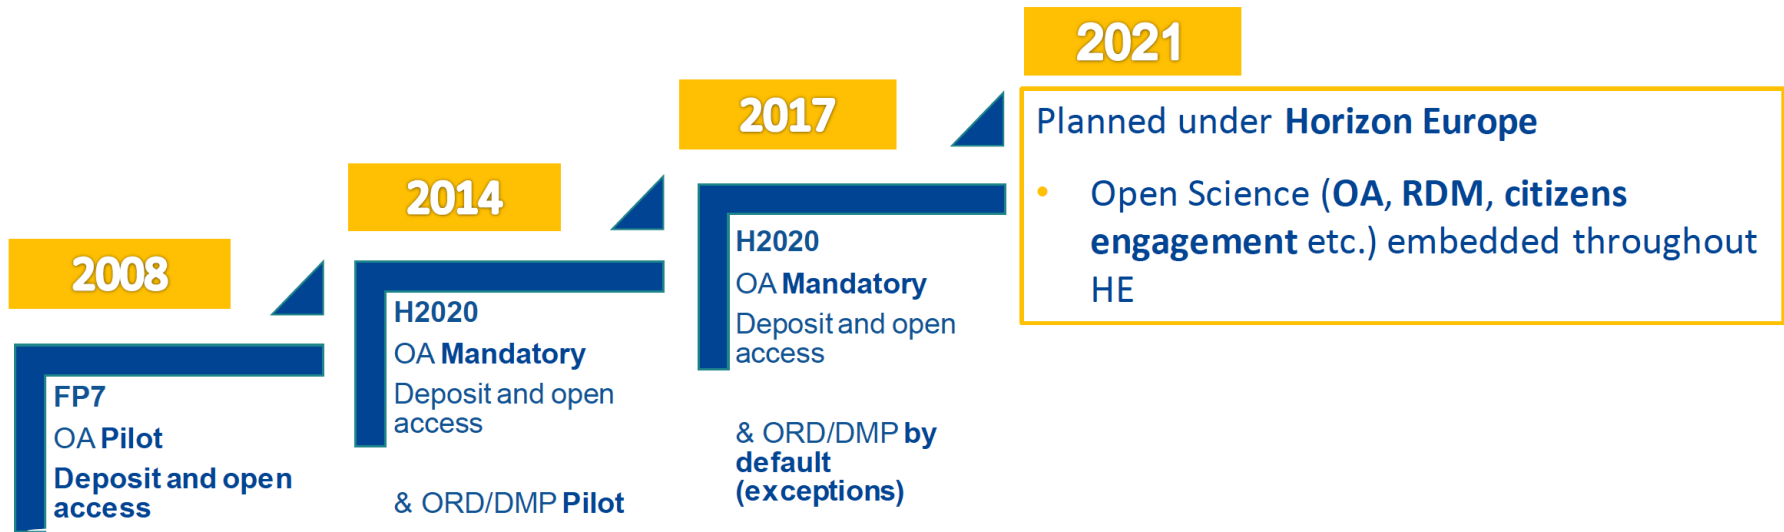 2008
FP7
OA Pilot
Deposit and open
access
2014
H2020
OA Mandatory
Deposit and open
access
& ORD/DMP Pilot
2017
H2020
OA Mandatory
Deposit and open
access
& ORD/DMP by
default
(exceptions)
2021
Planned under Horizon Europe
• Open Science (OA, RDM, citizens
engagement etc.) embedded throughout
HE